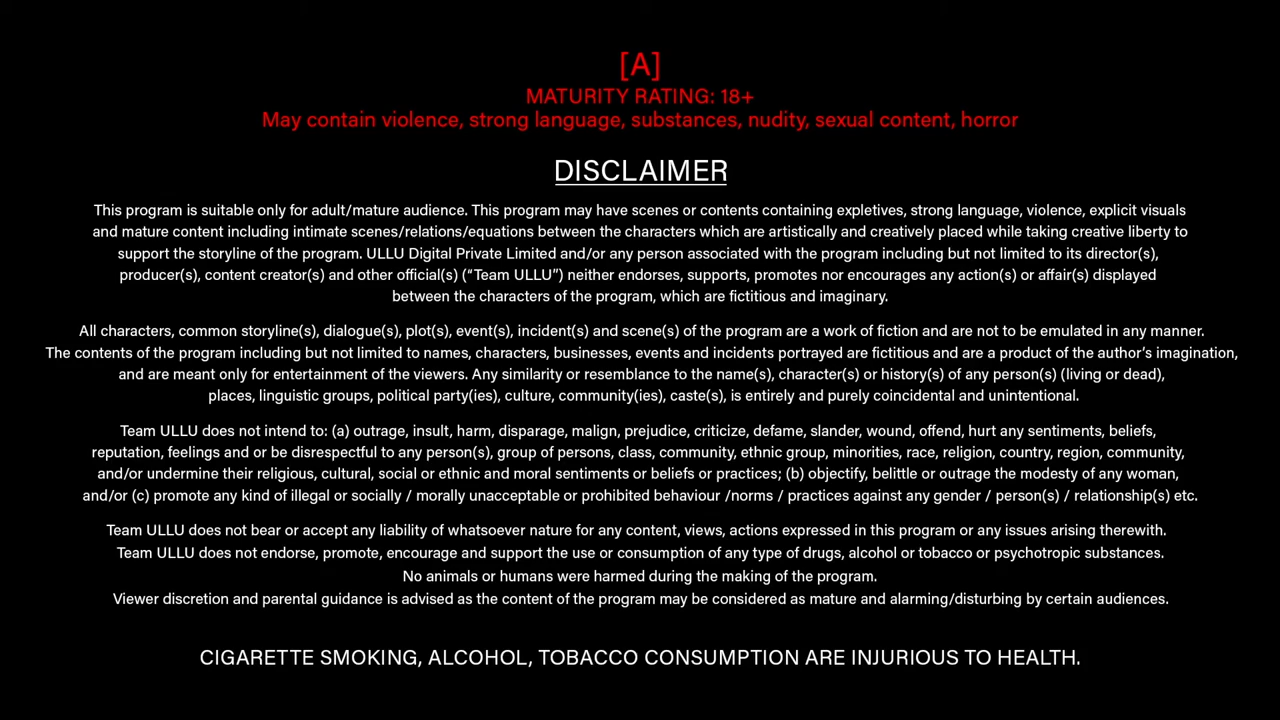 [A]
MATURITY RATING: 18+
May contain violence, strong language, substances, nudity, sexual content, horror
DISCLAIMER
This program is suitable only for adult/mature audience. This program may have scenes or contents containing expletives, strong language, violence, explicit visuals
and mature content including intimate scenes/relations/equations between the characters which are artistically and creatively placed while taking creative liberty to
support the storyline of the program. ULLU Digital Private Limited and/or any person associated with the program including but not limited to its director(s),
producer(s), content creator(s) and other official(s) (“Team ULLU”) neither endorses, supports, promotes nor encourages any action(s) or affair(s) displayed
between the characters of the program, which are fictitious and imaginary.
All characters, common storyline(s), dialogue(s), plot(s), event(s), incident(s) and scene(s) of the program are a work of fiction and are not to be emulated in any manner.
The contents of the program including but not limited to names, characters, businesses, events and incidents portrayed are fictitious and are a product of the author’s imagination,
and are meant only for entertainment of the viewers. Any similarity or resemblance to the name(s), character(s) or history(s) of any person(s) (living or dead),
places, linguistic groups, political party(ies), culture, community(ies), caste(s), is entirely and purely coincidental and unintentional.
Team ULLU does not intend to: (a) outrage, insult, harm, disparage, malign, prejudice, criticize, defame, slander, wound, offend, hurt any sentiments, beliefs,
reputation, feelings and or be disrespectful to any person(s), group of persons, class, community, ethnic group, minorities, race, religion, country, region, community,
and/or undermine their religious, cultural, social or ethnic and moral sentiments or beliefs or practices; (b) objectify, belittle or outrage the modesty of any woman,
and/or (c) promote any kind of illegal or socially / morally unacceptable or prohibited behaviour /norms / practices against any gender / person(s) / relationship(s) etc.
Team ULLU does not bear or accept any liability of whatsoever nature for any content, views, actions expressed in this program or any issues arising therewith.
Team ULLU does not endorse, promote, encourage and support the use or consumption of any type of drugs, alcohol or tobacco or psychotropic substances.
No animals or humans were harmed during the making of the program.
Viewer discretion and parental guidance is advised as the content of the program may be considered as mature and alarming/disturbing by certain audiences.
CIGARETTE SMOKING, ALCOHOL, TOBACCO CONSUMPTION ARE INJURIOUS TO HEALTH.